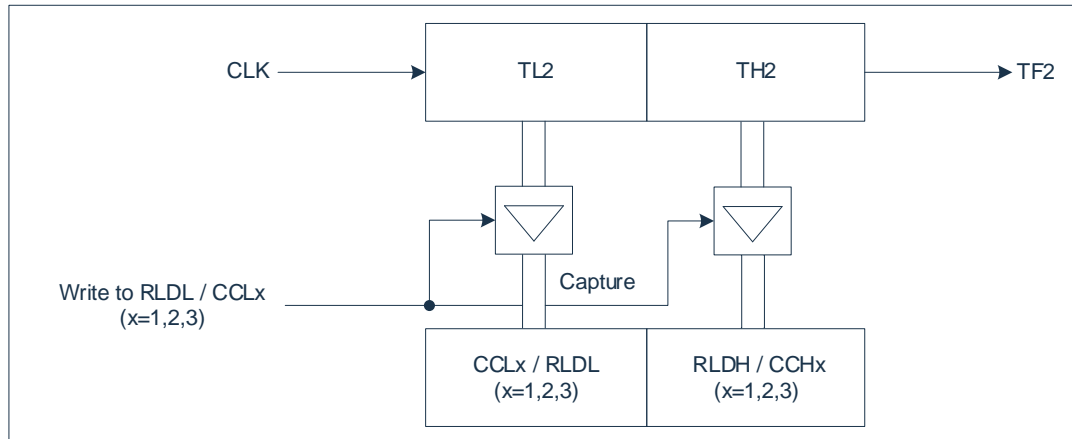 CLK
TL2
TH2
TF2
Capture
Write to RLDL / CCLx
(x=1,2,3)
CCLx / RLDL
(x=1,2,3)
RLDH / CCHx
(x=1,2,3)